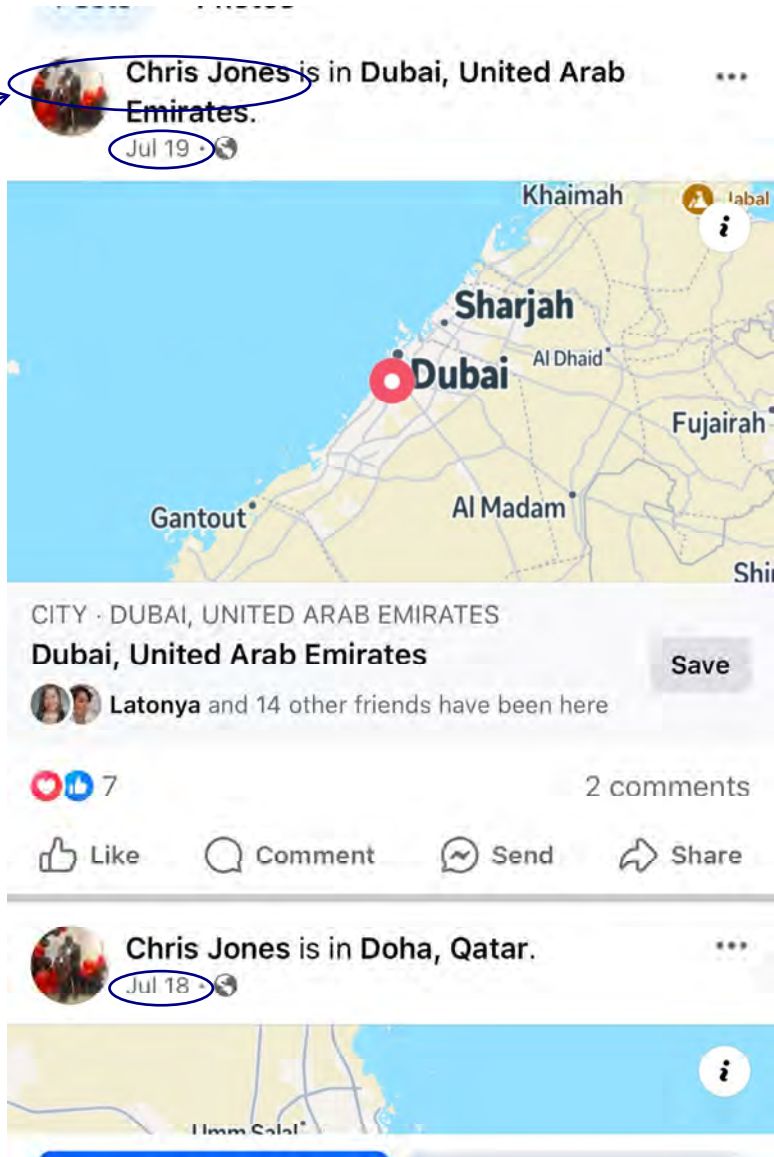 Chris Jones is in Dubai, United Arab
Emirates.
Jul 19 ·
Khaimah
Jabal
i
Sharjah
Dubai
Al Dhaid
Fujairah
Gantout
Al Madam
CITY · DUBAI, UNITED ARAB EMIRATES
Dubai, United Arab Emirates
Save
Latonya and 14 other friends have been here
7
2 comments
Like Comment Send Share
Chris Jones is in Doha, Qatar.
Jul 18 ·
i
Umm Salal